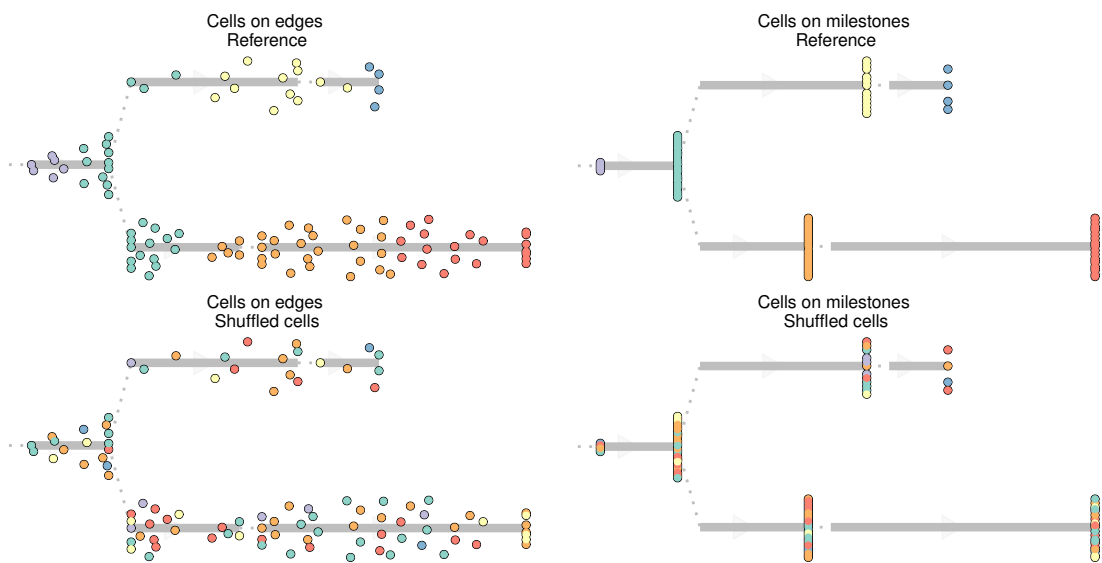 Cells on edges
Reference
Cells on milestones
Reference
Cells on edges
Shuffled cells
Cells on milestones
Shuffled cells